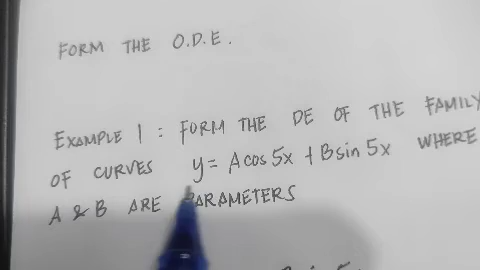 FORM THE O.D.E.
EXAMPLE 1 : FORM THE DE OF THE FAMILY
OF CURVES y = A cos 5x + B sin 5x WHERE
A & B ARE PARAMETERS